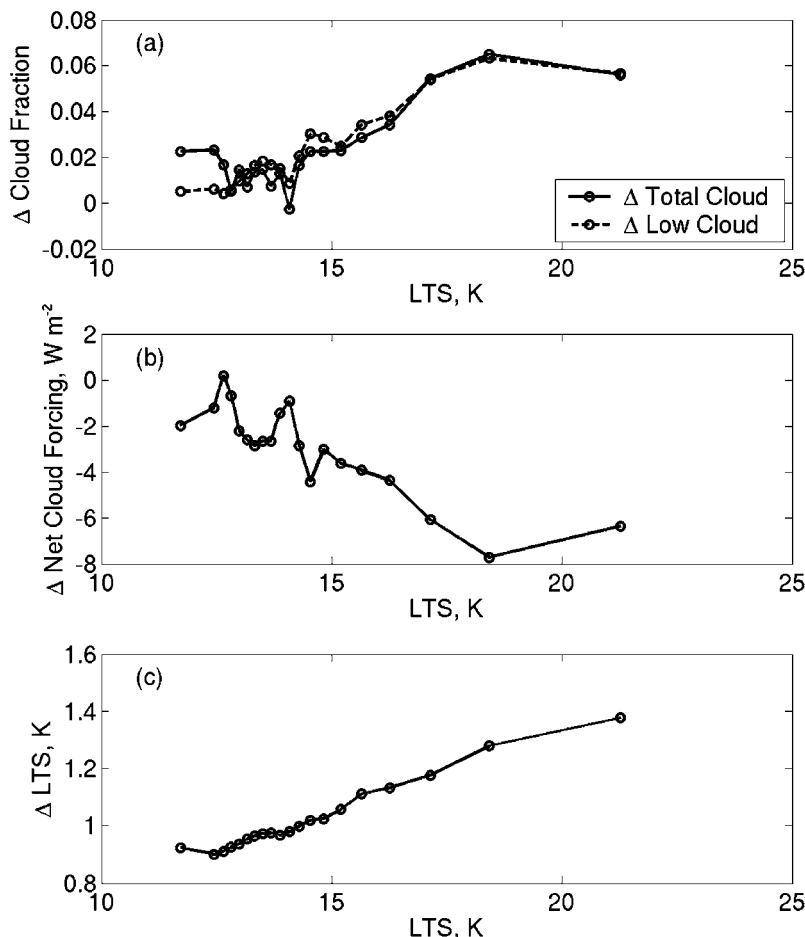 (a)
Δ Cloud Fraction
0.08
0.06
0.04
0.02
0
-0.02
Δ Total Cloud
Δ Low Cloud
10 15 20 25
LTS, K
(b)
Δ Net Cloud Forcing, W m⁻²
2
0
-2
-4
-6
-8
10 15 20 25
LTS, K
(c)
Δ LTS, K
1.6
1.4
1.2
1
0.8
10 15 20 25
LTS, K